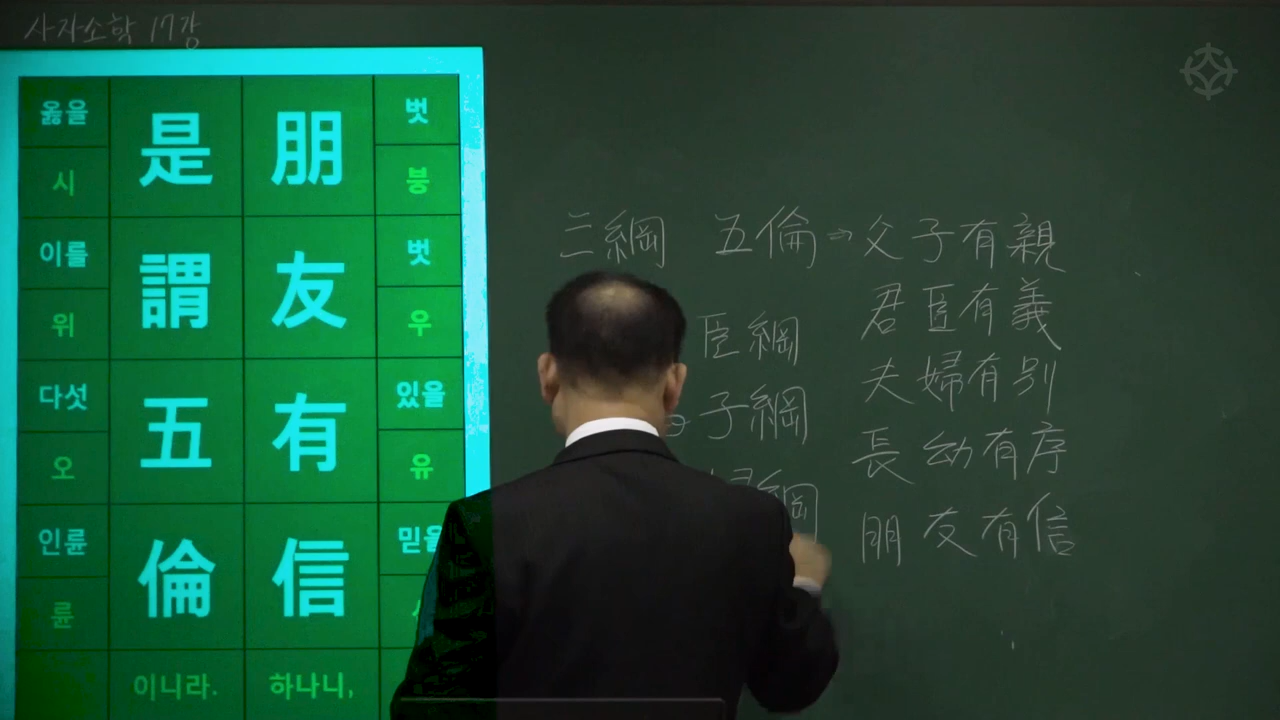 사자소학 17강
옳을 是 朋 벗
시 붕
이를 謂 友 벗
위 우
다섯 五 有 있을
오 유
인륜 倫 信 믿을
륜
이니라. 하나니,
三綱 五倫→父子有親
臣綱 君臣有義
子綱 夫婦有別
綱 長幼有序
朋友有信